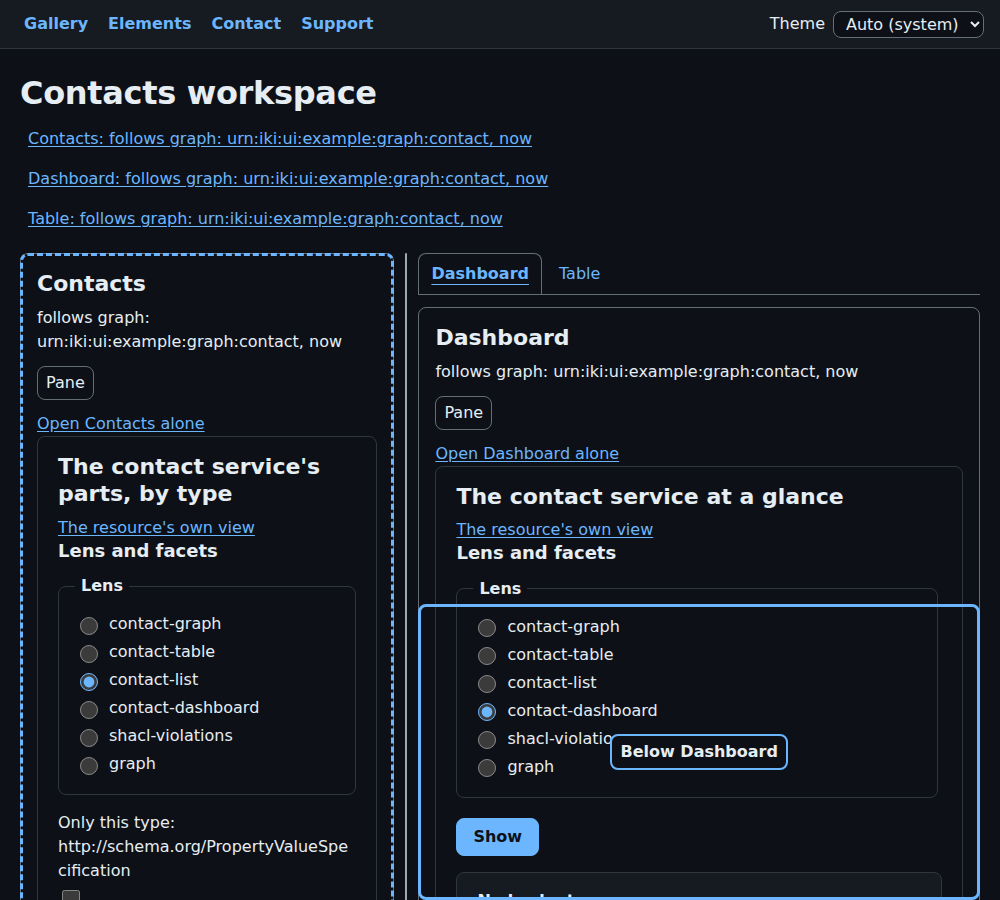 Gallery Elements Contact Support Theme Auto (system)
Contacts workspace
Contacts: follows graph: urn:iki:ui:example:graph:contact, now
Dashboard: follows graph: urn:iki:ui:example:graph:contact, now
Table: follows graph: urn:iki:ui:example:graph:contact, now
Contacts
follows graph:
urn:iki:ui:example:graph:contact, now
Pane
Open Contacts alone
The contact service's
parts, by type
The resource's own view
Lens and facets
Lens
contact-graph
contact-table
contact-list
contact-dashboard
shacl-violations
graph
Only this type:
http://schema.org/PropertyValueSpe
cification
Dashboard Table
Dashboard
follows graph: urn:iki:ui:example:graph:contact, now
Pane
Open Dashboard alone
The contact service at a glance
The resource's own view
Lens and facets
Lens
contact-graph
contact-table
contact-list
contact-dashboard
shacl-violatio
Below Dashboard
graph
Show